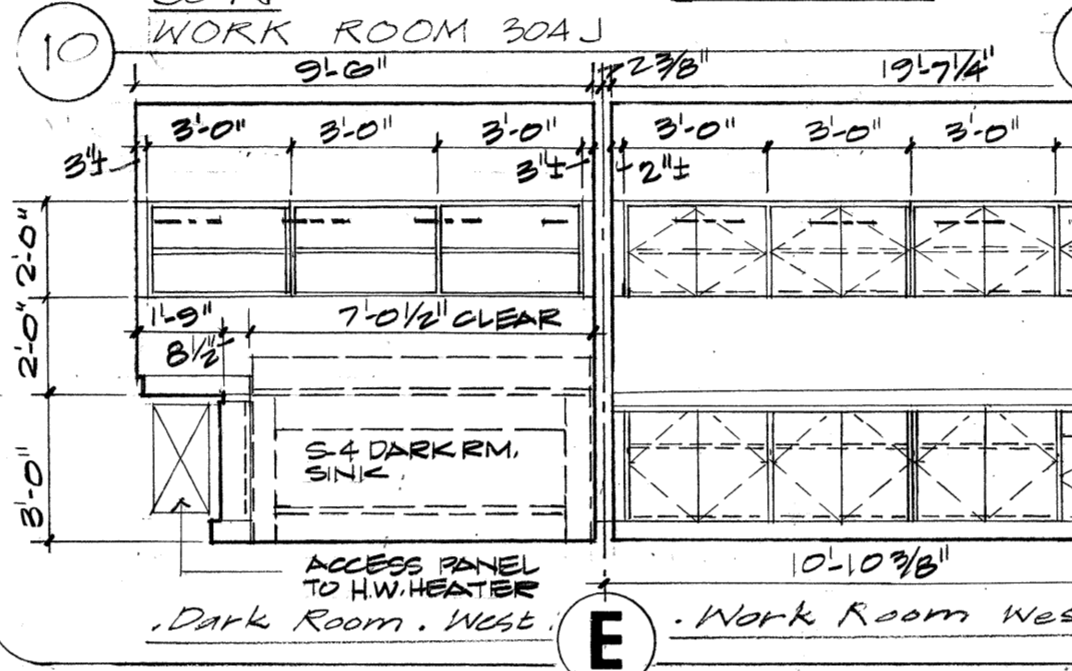 10
WORK ROOM 304J
9'-6" 2 3/8" 19'-7 1/4"
3'-0" 3'-0" 3'-0" 3'-0" 3'-0" 3'-0"
3"± 3"± 2"±
2'-0"
1'-9" 7'-0 1/2" CLEAR
2'-0"
8 1/2"
S-4 DARK RM.
SINK
3'-0"
ACCESS PANEL
TO H.W. HEATER
10'-10 3/8"
.Dark Room. West. E .Work Room Wes